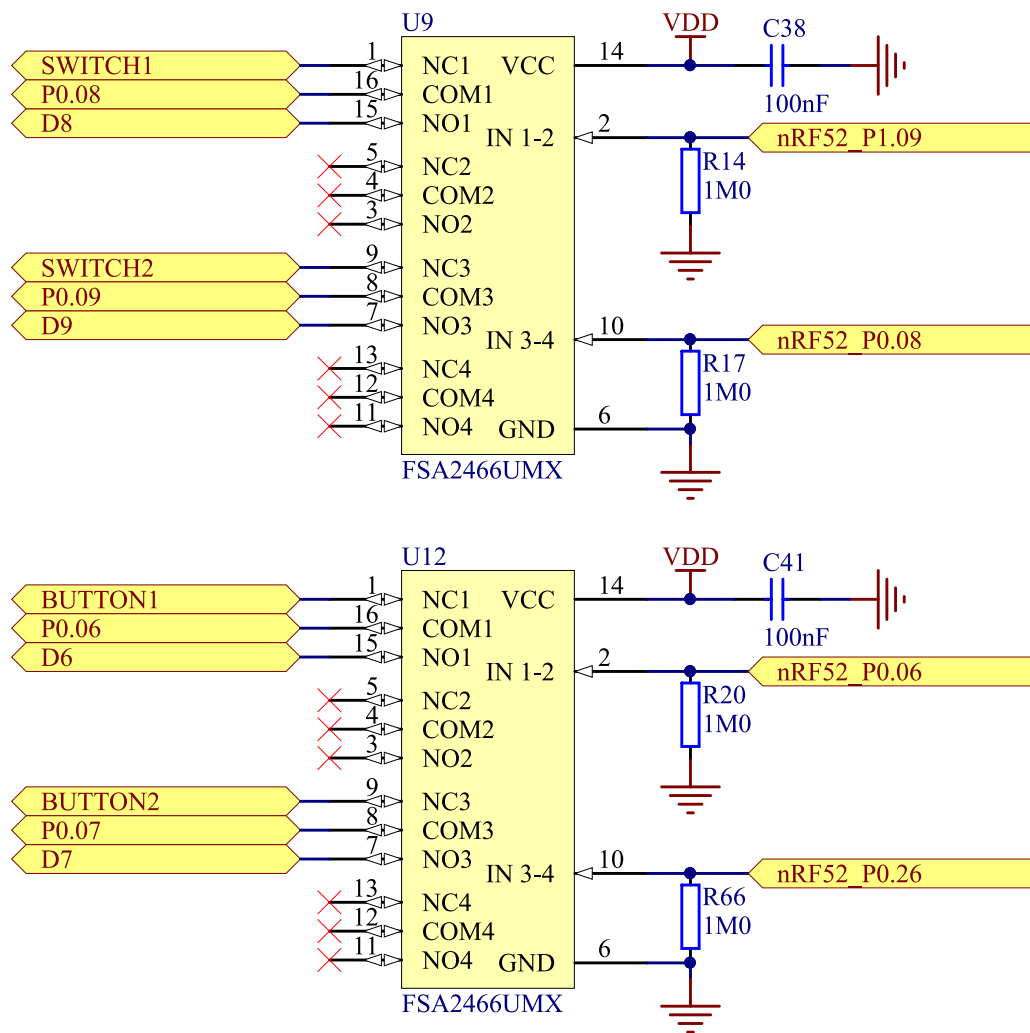 U9
VDD
C38
SWITCH1 1 NC1 VCC 14
P0.08 16 COM1
100nF
D8 15 NO1
IN 1-2 2 nRF52_P1.09
5 NC2
R14
4 COM2
1M0
3 NO2
SWITCH2 9 NC3
P0.09 8 COM3
D9 7 NO3
IN 3-4 10 nRF52_P0.08
13 NC4
R17
12 COM4
1M0
11 NO4
GND 6
FSA2466UMX
U12
VDD
C41
BUTTON1 1 NC1 VCC 14
P0.06 16 COM1
100nF
D6 15 NO1
IN 1-2 2 nRF52_P0.06
5 NC2
R20
4 COM2
1M0
3 NO2
BUTTON2 9 NC3
P0.07 8 COM3
D7 7 NO3
IN 3-4 10 nRF52_P0.26
13 NC4
R66
12 COM4
1M0
11 NO4
GND 6
FSA2466UMX